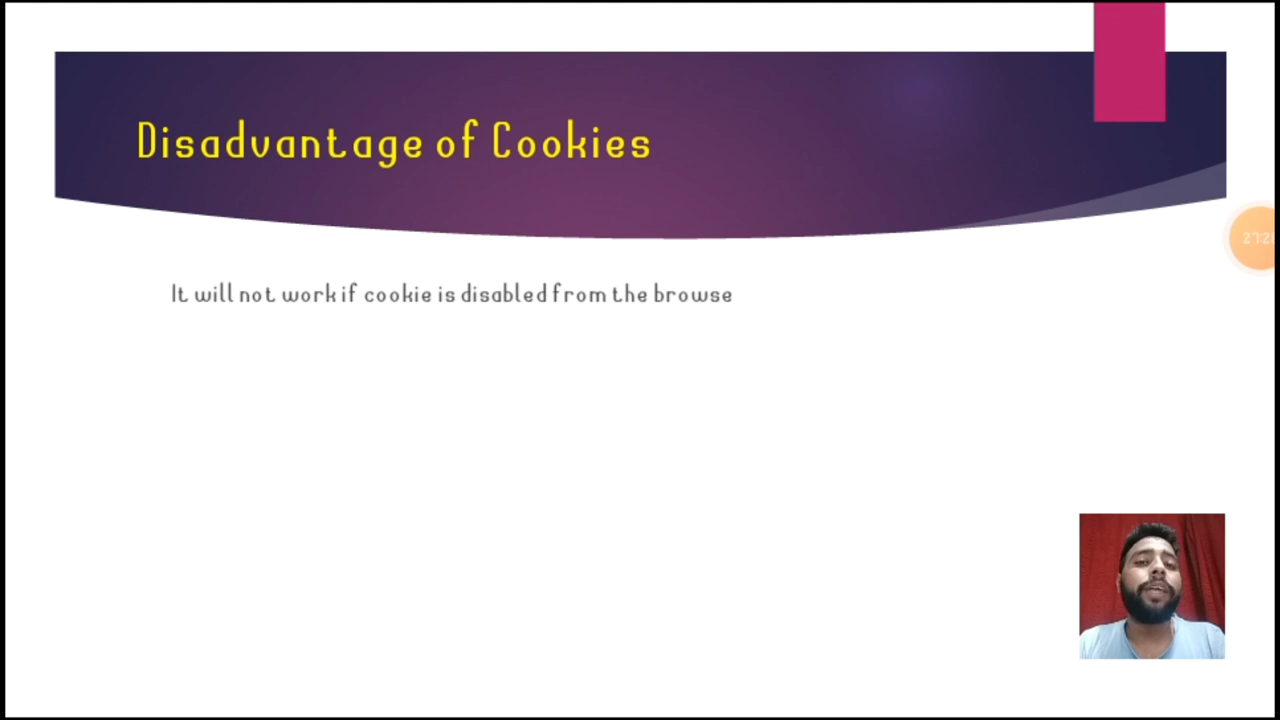 Disadvantage of Cookies
It will not work if cookie is disabled from the browse